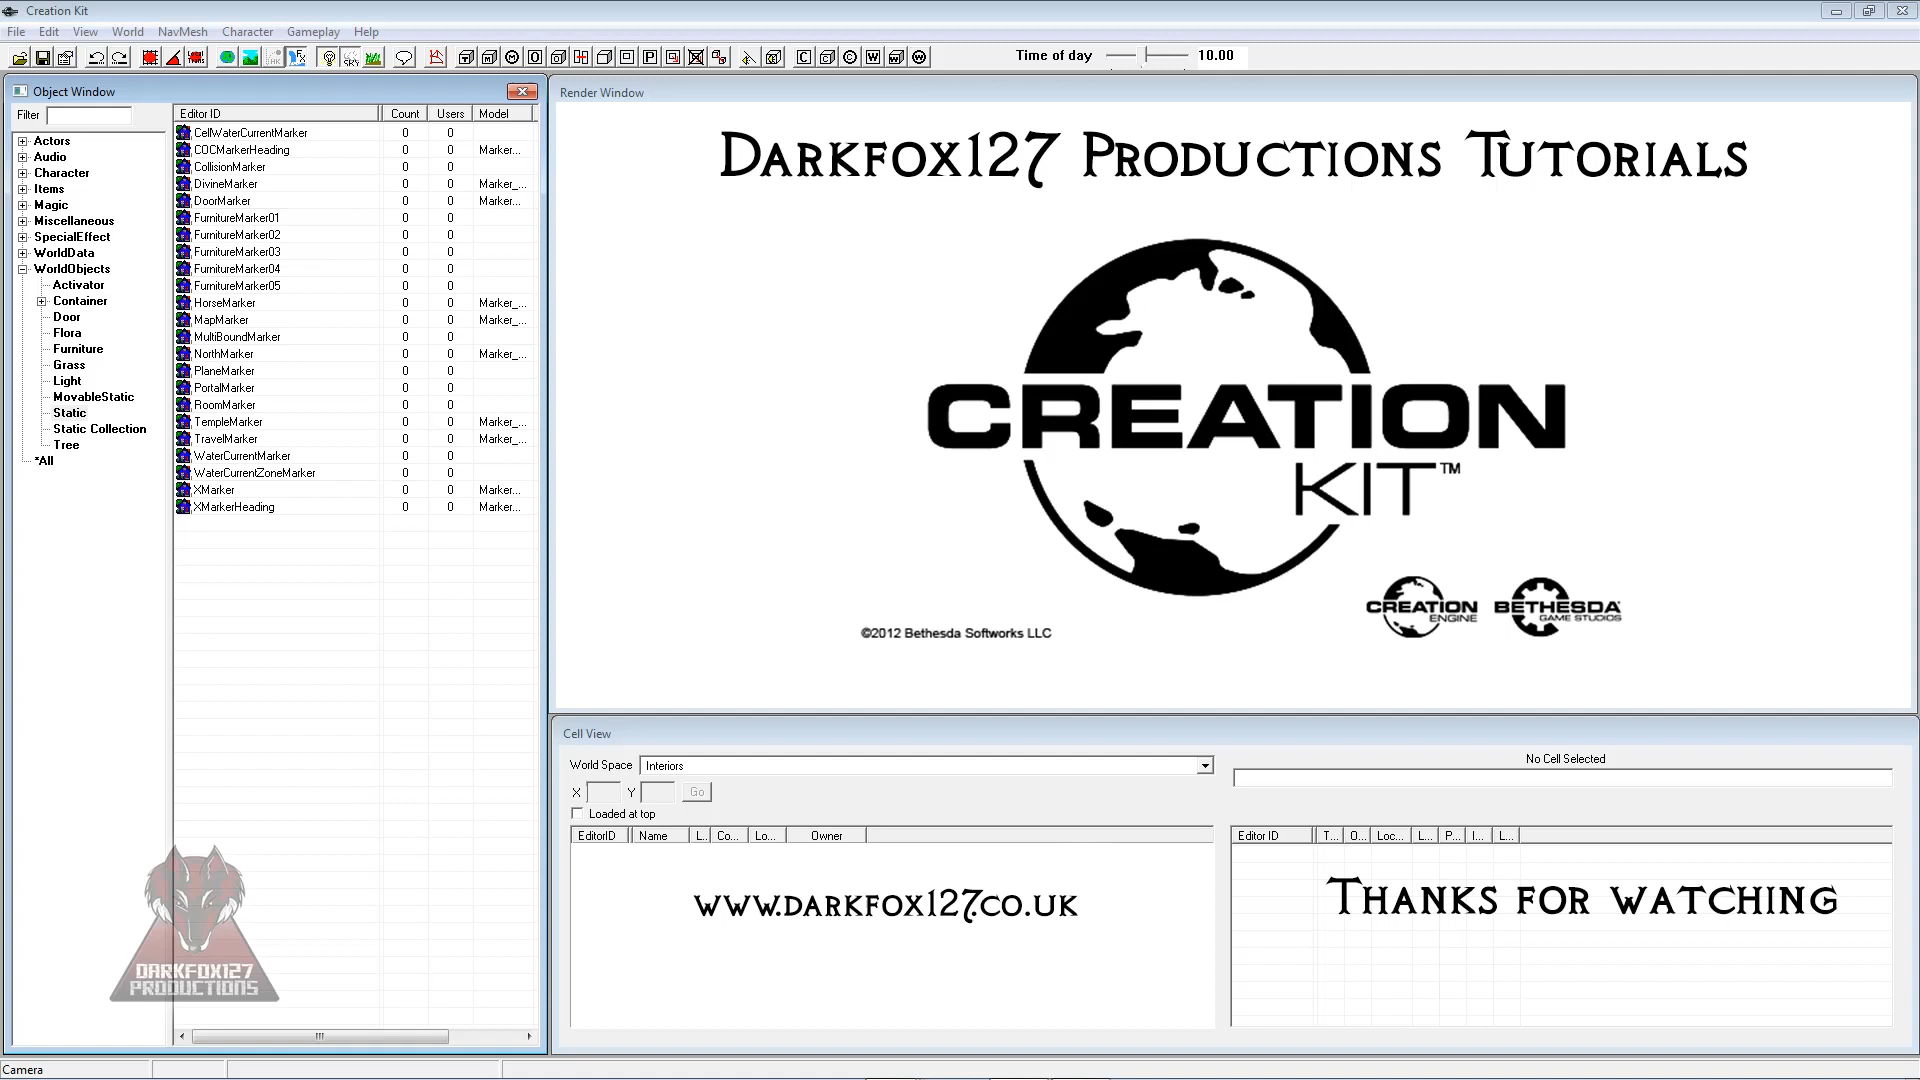 Creation Kit
File Edit View World NavMesh Character Gameplay Help
Time of day 10.00
Object Window
Filter
Actors
Audio
Character
Items
Magic
Miscellaneous
SpecialEffect
WorldData
WorldObjects
Activator
Container
Door
Flora
Furniture
Grass
Light
MovableStatic
Static
Static Collection
Tree
*All
Editor ID Count Users Model
CellWaterCurrentMarker 0 0
COCMarkerHeading 0 0 Marker...
CollisionMarker 0 0
DivineMarker 0 0 Marker_...
DoorMarker 0 0 Marker...
FurnitureMarker01 0 0
FurnitureMarker02 0 0
FurnitureMarker03 0 0
FurnitureMarker04 0 0
FurnitureMarker05 0 0
HorseMarker 0 0 Marker_...
MapMarker 0 0 Marker_...
MultiBoundMarker 0 0
NorthMarker 0 0 Marker_...
PlaneMarker 0 0
PortalMarker 0 0
RoomMarker 0 0
TempleMarker 0 0 Marker_...
TravelMarker 0 0 Marker_...
WaterCurrentMarker 0 0
WaterCurrentZoneMarker 0 0
XMarker 0 0 Marker...
XMarkerHeading 0 0 Marker...
DARKFOX127
PRODUCTIONS
Render Window
Darkfox127 Productions Tutorials
CREATION
KIT™
CREATION
ENGINE
BETHESDA
GAME STUDIOS
©2012 Bethesda Softworks LLC
Cell View
World Space Interiors
X Y Go
Loaded at top
EditorID Name L.. Co... Lo... Owner
www.darkfox127.co.uk
No Cell Selected
Editor ID T... O... Loc... L... P... I... L...
Thanks for watching
Camera